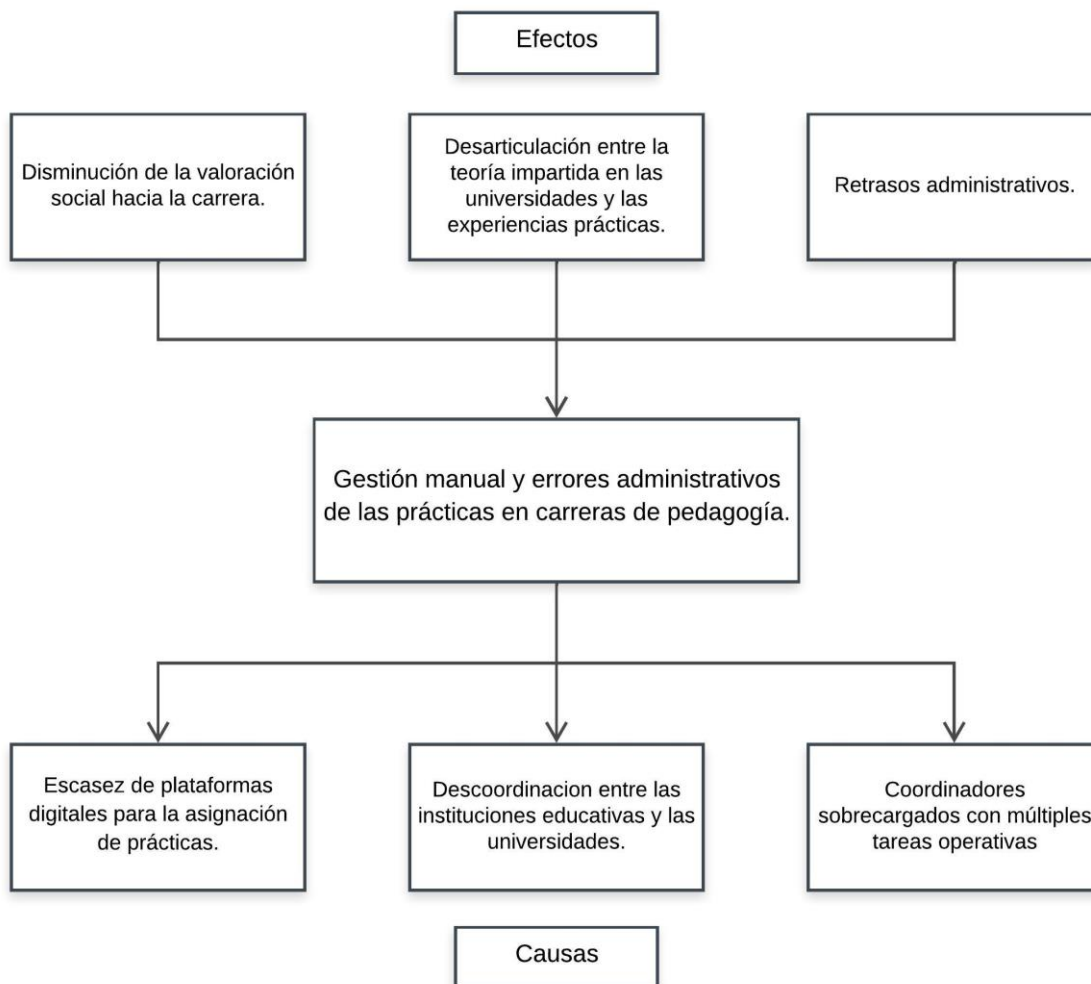 Efectos
Disminución de la valoración
social hacia la carrera.
Desarticulación entre la
teoría impartida en las
universidades y las
experiencias prácticas.
Retrasos administrativos.
Gestión manual y errores administrativos
de las prácticas en carreras de pedagogía.
Escasez de plataformas
digitales para la asignación
de prácticas.
Descoordinacion entre las
instituciones educativas y las
universidades.
Coordinadores
sobrecargados con múltiples
tareas operativas
Causas